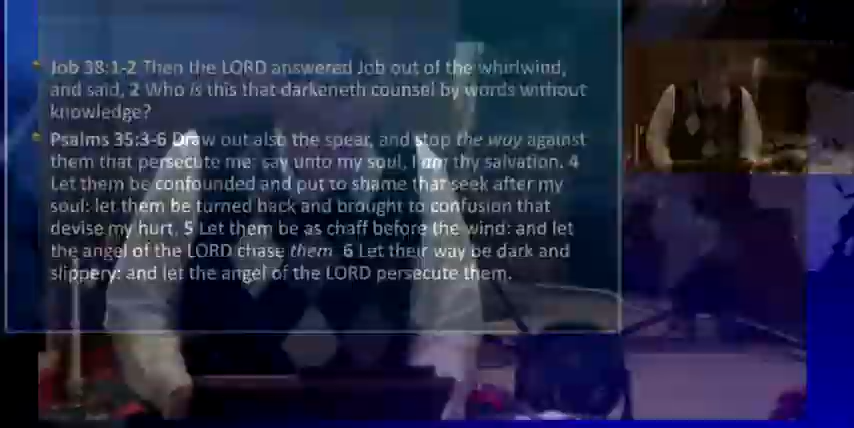 Job 38:1-2 Then the LORD answered Job out of the whirlwind,
and said, 2 Who is this that darkeneth counsel by words without
knowledge?
Psalms 35:3-6 Draw out also the spear, and stop the way against
them that persecute me: say unto my soul, I am thy salvation. 4
Let them be confounded and put to shame that seek after my
soul: let them be turned back and brought to confusion that
devise my hurt. 5 Let them be as chaff before the wind: and let
the angel of the LORD chase them. 6 Let their way be dark and
slippery: and let the angel of the LORD persecute them.